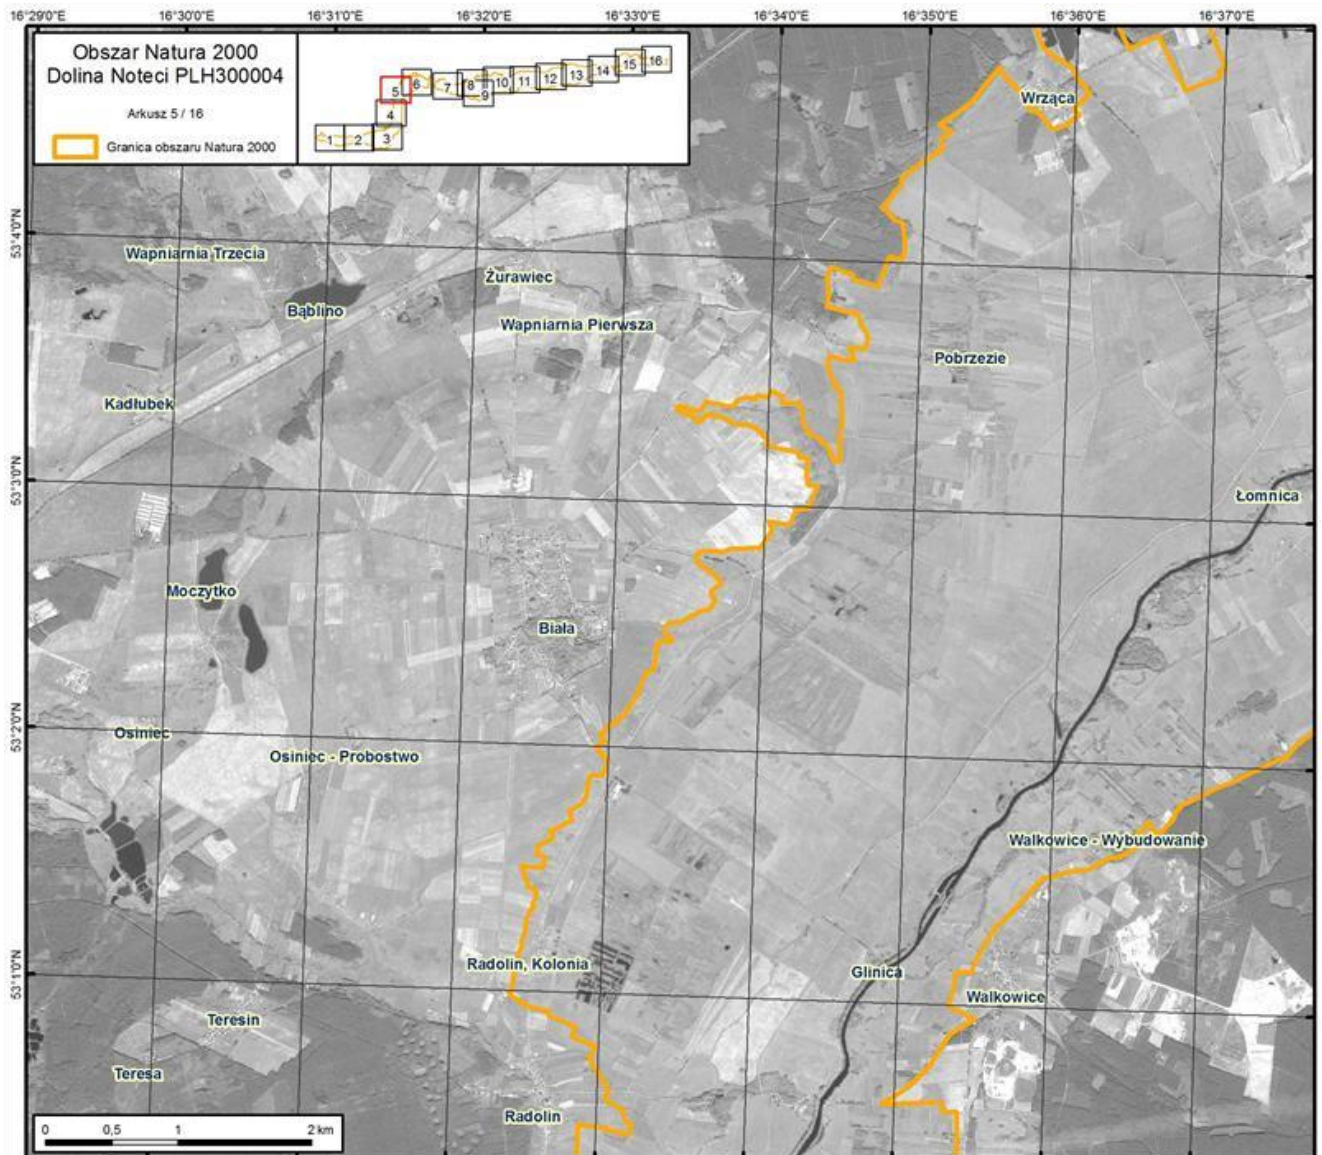 16°29'0"E 16°30'0"E 16°31'0"E 16°32'0"E 16°33'0"E 16°34'0"E 16°35'0"E 16°36'0"E 16°37'0"E
Obszar Natura 2000
Dolina Noteci PLH300004
Arkusz 5 / 16
Granica obszaru Natura 2000
1 2 3 4 5 6 7 8 9 10 11 12 13 14 15 16
Wrząca
53°4'0"N
Wapniarnia Trzecia
Żurawiec
Bąblino
Wapniarnia Pierwsza
Pobrzezie
Kadłubek
53°3'0"N
Łomnica
Moczytko
Biała
53°2'0"N
Osiniec
Osiniec - Probostwo
Walkowice - Wybudowanie
53°1'0"N
Radolin, Kolonia
Glinica
Walkowice
Teresin
Teresa
Radolin
0 0,5 1 2 km